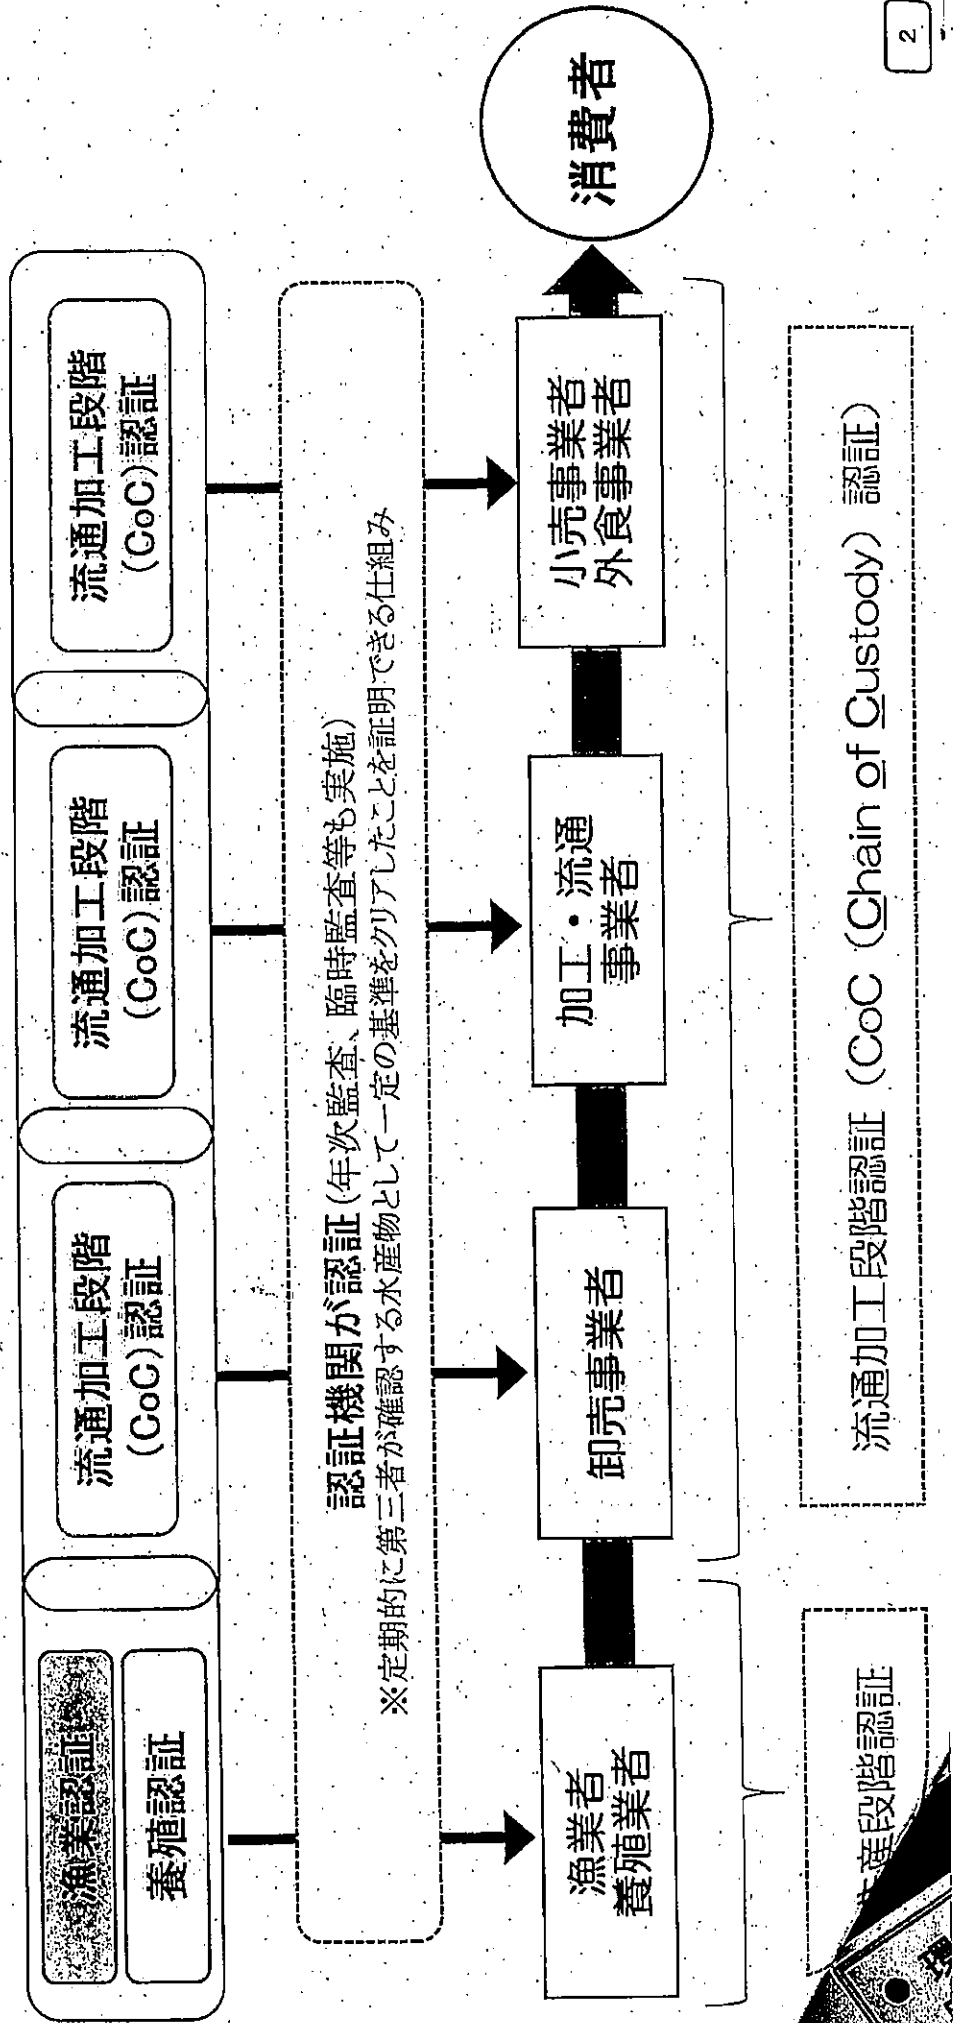 漁業認証
養殖認証
流通加工段階
(CoC)認証
流通加工段階
(CoC)認証
流通加工段階
(CoC)認証
認証機関が認証(年次監査、臨時監査等も実施)
※定期的に第三者が確認する水産物として一定の基準をクリアしたことを証明できる仕組み
漁業者
養殖業者
卸売事業者
加工・流通
事業者
小売事業者
外食事業者
消費者
産段階認証
流通加工段階認証（CoC（Chain of Custody）認証）
2